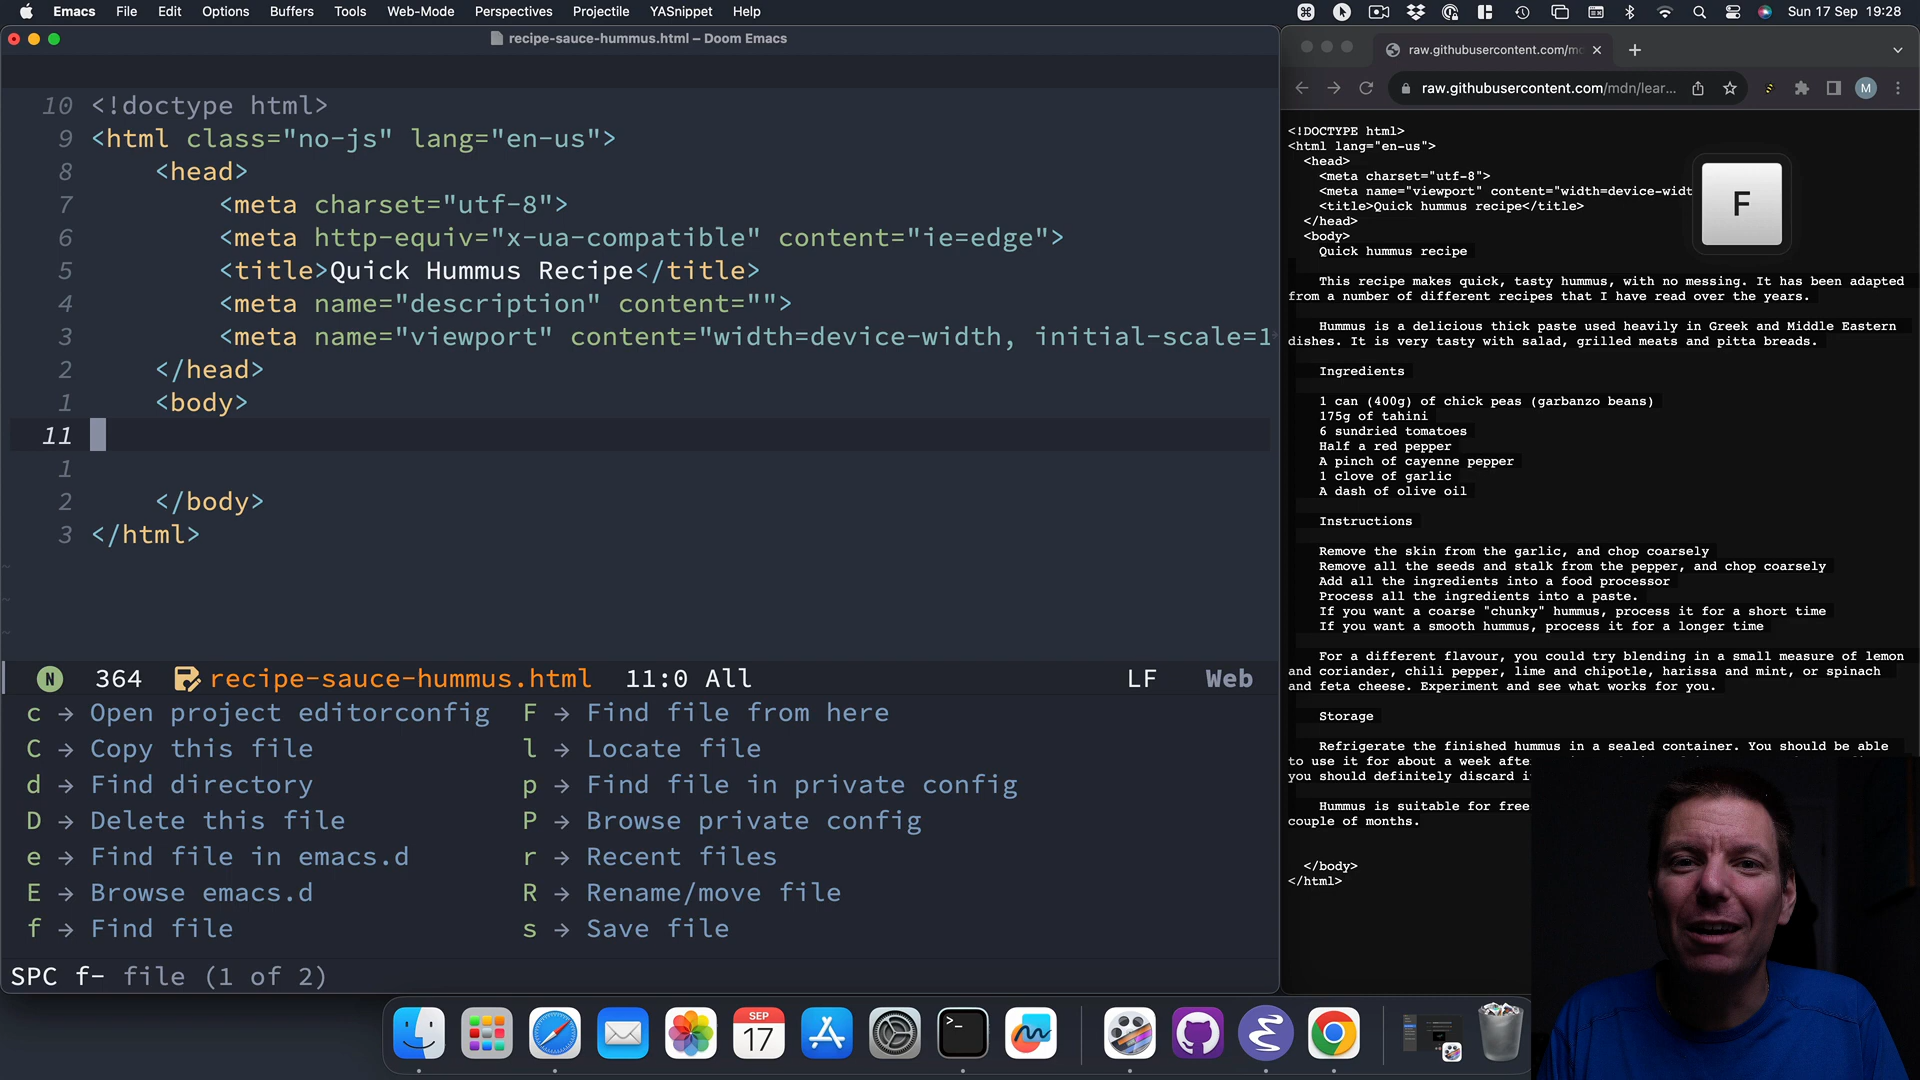 Emacs File Edit Options Buffers Tools Web-Mode Perspectives Projectile YASnippet Help Sun 17 Sep 19:28
recipe-sauce-hummus.html – Doom Emacs
10 <!doctype html>
9 <html class="no-js" lang="en-us">
8 <head>
7 <meta charset="utf-8">
6 <meta http-equiv="x-ua-compatible" content="ie=edge">
5 <title>Quick Hummus Recipe</title>
4 <meta name="description" content="">
3 <meta name="viewport" content="width=device-width, initial-scale=1
2 </head>
1 <body>
11
1
2 </body>
3 </html>
~
~
~
N 364 recipe-sauce-hummus.html 11:0 All LF Web
c → Open project editorconfig F → Find file from here
C → Copy this file l → Locate file
d → Find directory p → Find file in private config
D → Delete this file P → Browse private config
e → Find file in emacs.d r → Recent files
E → Browse emacs.d R → Rename/move file
f → Find file s → Save file
SPC f- file (1 of 2)
raw.githubusercontent.com/m
raw.githubusercontent.com/mdn/lear...
M
<!DOCTYPE html>
<html lang="en-us">
<head>
<meta charset="utf-8">
<meta name="viewport" content="width=device-widt
<title>Quick hummus recipe</title>
</head>
<body>
Quick hummus recipe
This recipe makes quick, tasty hummus, with no messing. It has been adapted
from a number of different recipes that I have read over the years.
Hummus is a delicious thick paste used heavily in Greek and Middle Eastern
dishes. It is very tasty with salad, grilled meats and pitta breads.
Ingredients
1 can (400g) of chick peas (garbanzo beans)
175g of tahini
6 sundried tomatoes
Half a red pepper
A pinch of cayenne pepper
1 clove of garlic
A dash of olive oil
Instructions
Remove the skin from the garlic, and chop coarsely
Remove all the seeds and stalk from the pepper, and chop coarsely
Add all the ingredients into a food processor
Process all the ingredients into a paste.
If you want a coarse "chunky" hummus, process it for a short time
If you want a smooth hummus, process it for a longer time
For a different flavour, you could try blending in a small measure of lemon
and coriander, chili pepper, lime and chipotle, harissa and mint, or spinach
and feta cheese. Experiment and see what works for you.
Storage
Refrigerate the finished hummus in a sealed container. You should be able
to use it for about a week afte
you should definitely discard i
Hummus is suitable for free
couple of months.
</body>
</html>
F
SEP
17
>_